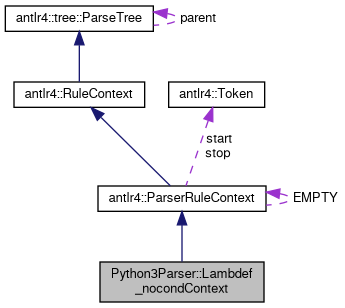 antlr4::tree::ParseTree
parent
antlr4::RuleContext
antlr4::Token
start
stop
antlr4::ParserRuleContext
EMPTY
Python3Parser::Lambdef
_nocondContext